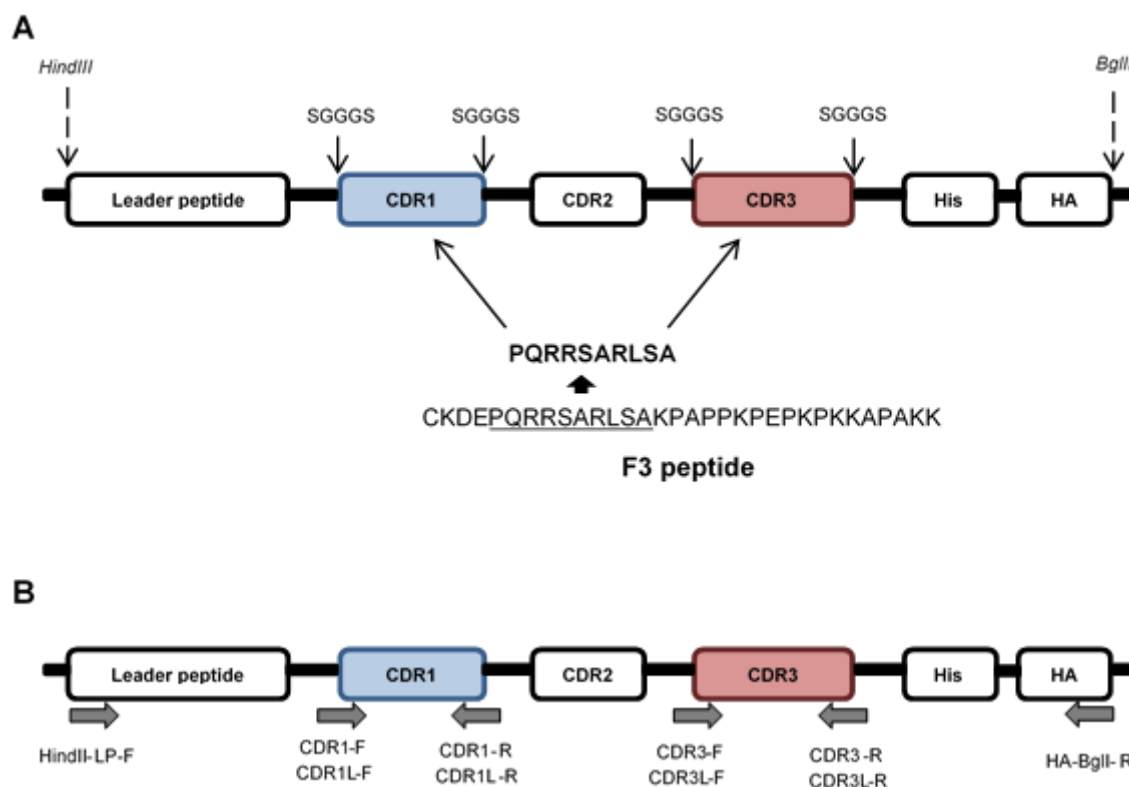 A
HindIII
BglII
SGGGS SGGGS SGGGS SGGGS
Leader peptide CDR1 CDR2 CDR3 His HA
PQRRSARLSA
CKDEPQRRSARLSAKPAPPKPEPKPKKAPAKK
F3 peptide
B
Leader peptide CDR1 CDR2 CDR3 His HA
HindII-LP-F
CDR1-F
CDR1L-F
CDR1-R
CDR1L-R
CDR3-F
CDR3L-F
CDR3-R
CDR3L-R
HA-BglI-R